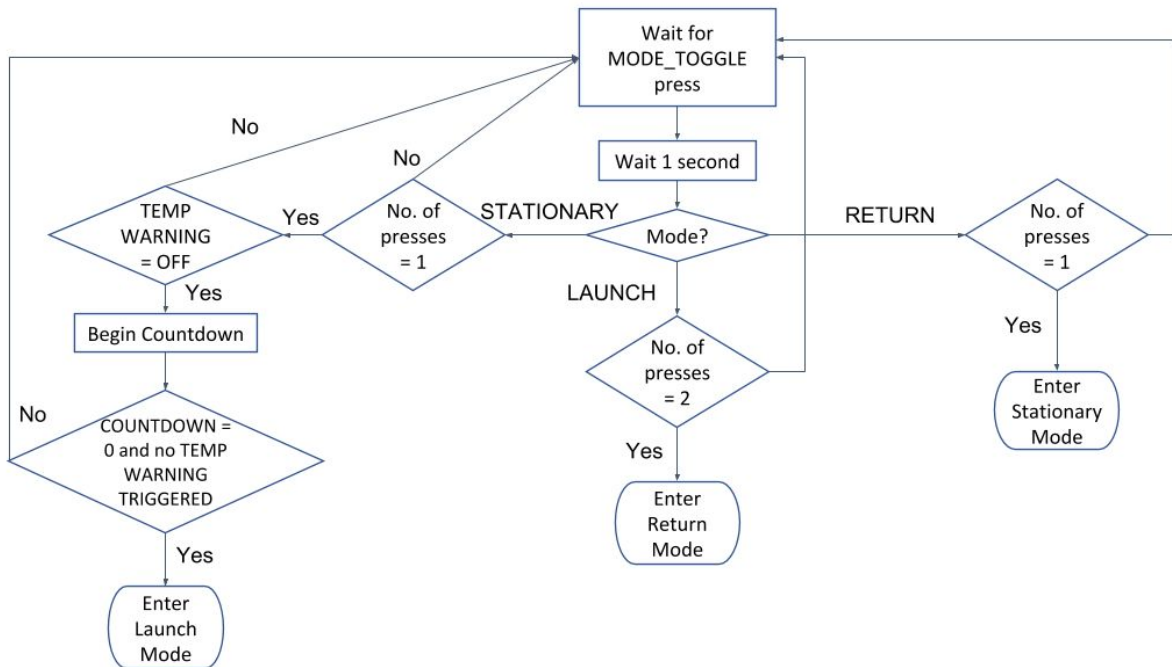 Wait for
MODE_TOGGLE
press
No
No
Wait 1 second
TEMP
WARNING
= OFF
Yes
No. of
presses
= 1
STATIONARY
Mode?
RETURN
No. of
presses
= 1
Yes
LAUNCH
Begin Countdown
No. of
presses
= 2
Yes
Enter
Stationary
Mode
No
COUNTDOWN =
0 and no TEMP
WARNING
TRIGGERED
Yes
Enter
Return
Mode
Yes
Enter
Launch
Mode